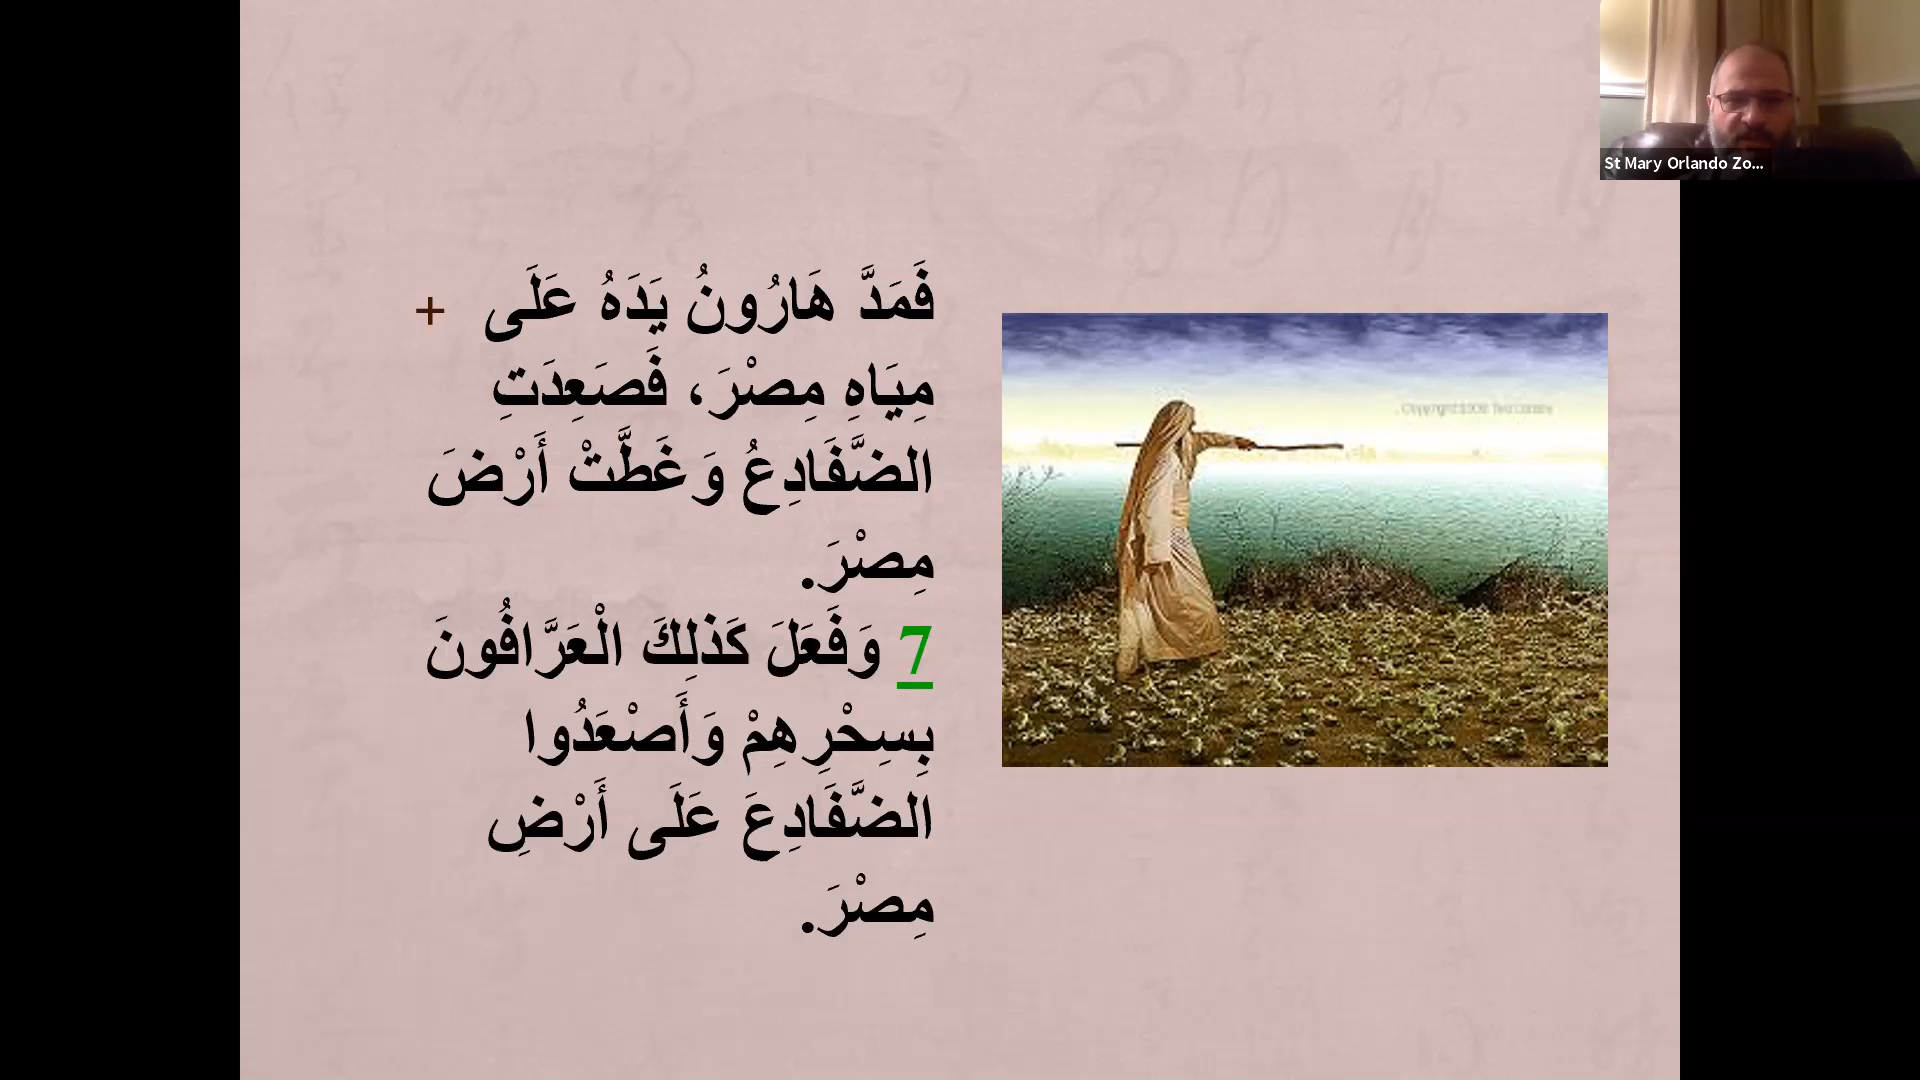 فَمَدَّ هَارُونُ يَدَهُ عَلَى +
مِيَاهِ مِصْرَ، فَصَعِدَتِ
الضَّفَادِعُ وَغَطَّتْ أَرْضَ
مِصْرَ.
7 وَفَعَلَ كَذلِكَ الْعَرَّافُونَ
بِسِحْرِهِمْ وَأَصْعَدُوا
الضَّفَادِعَ عَلَى أَرْضِ
مِصْرَ.
St Mary Orlando Zo...